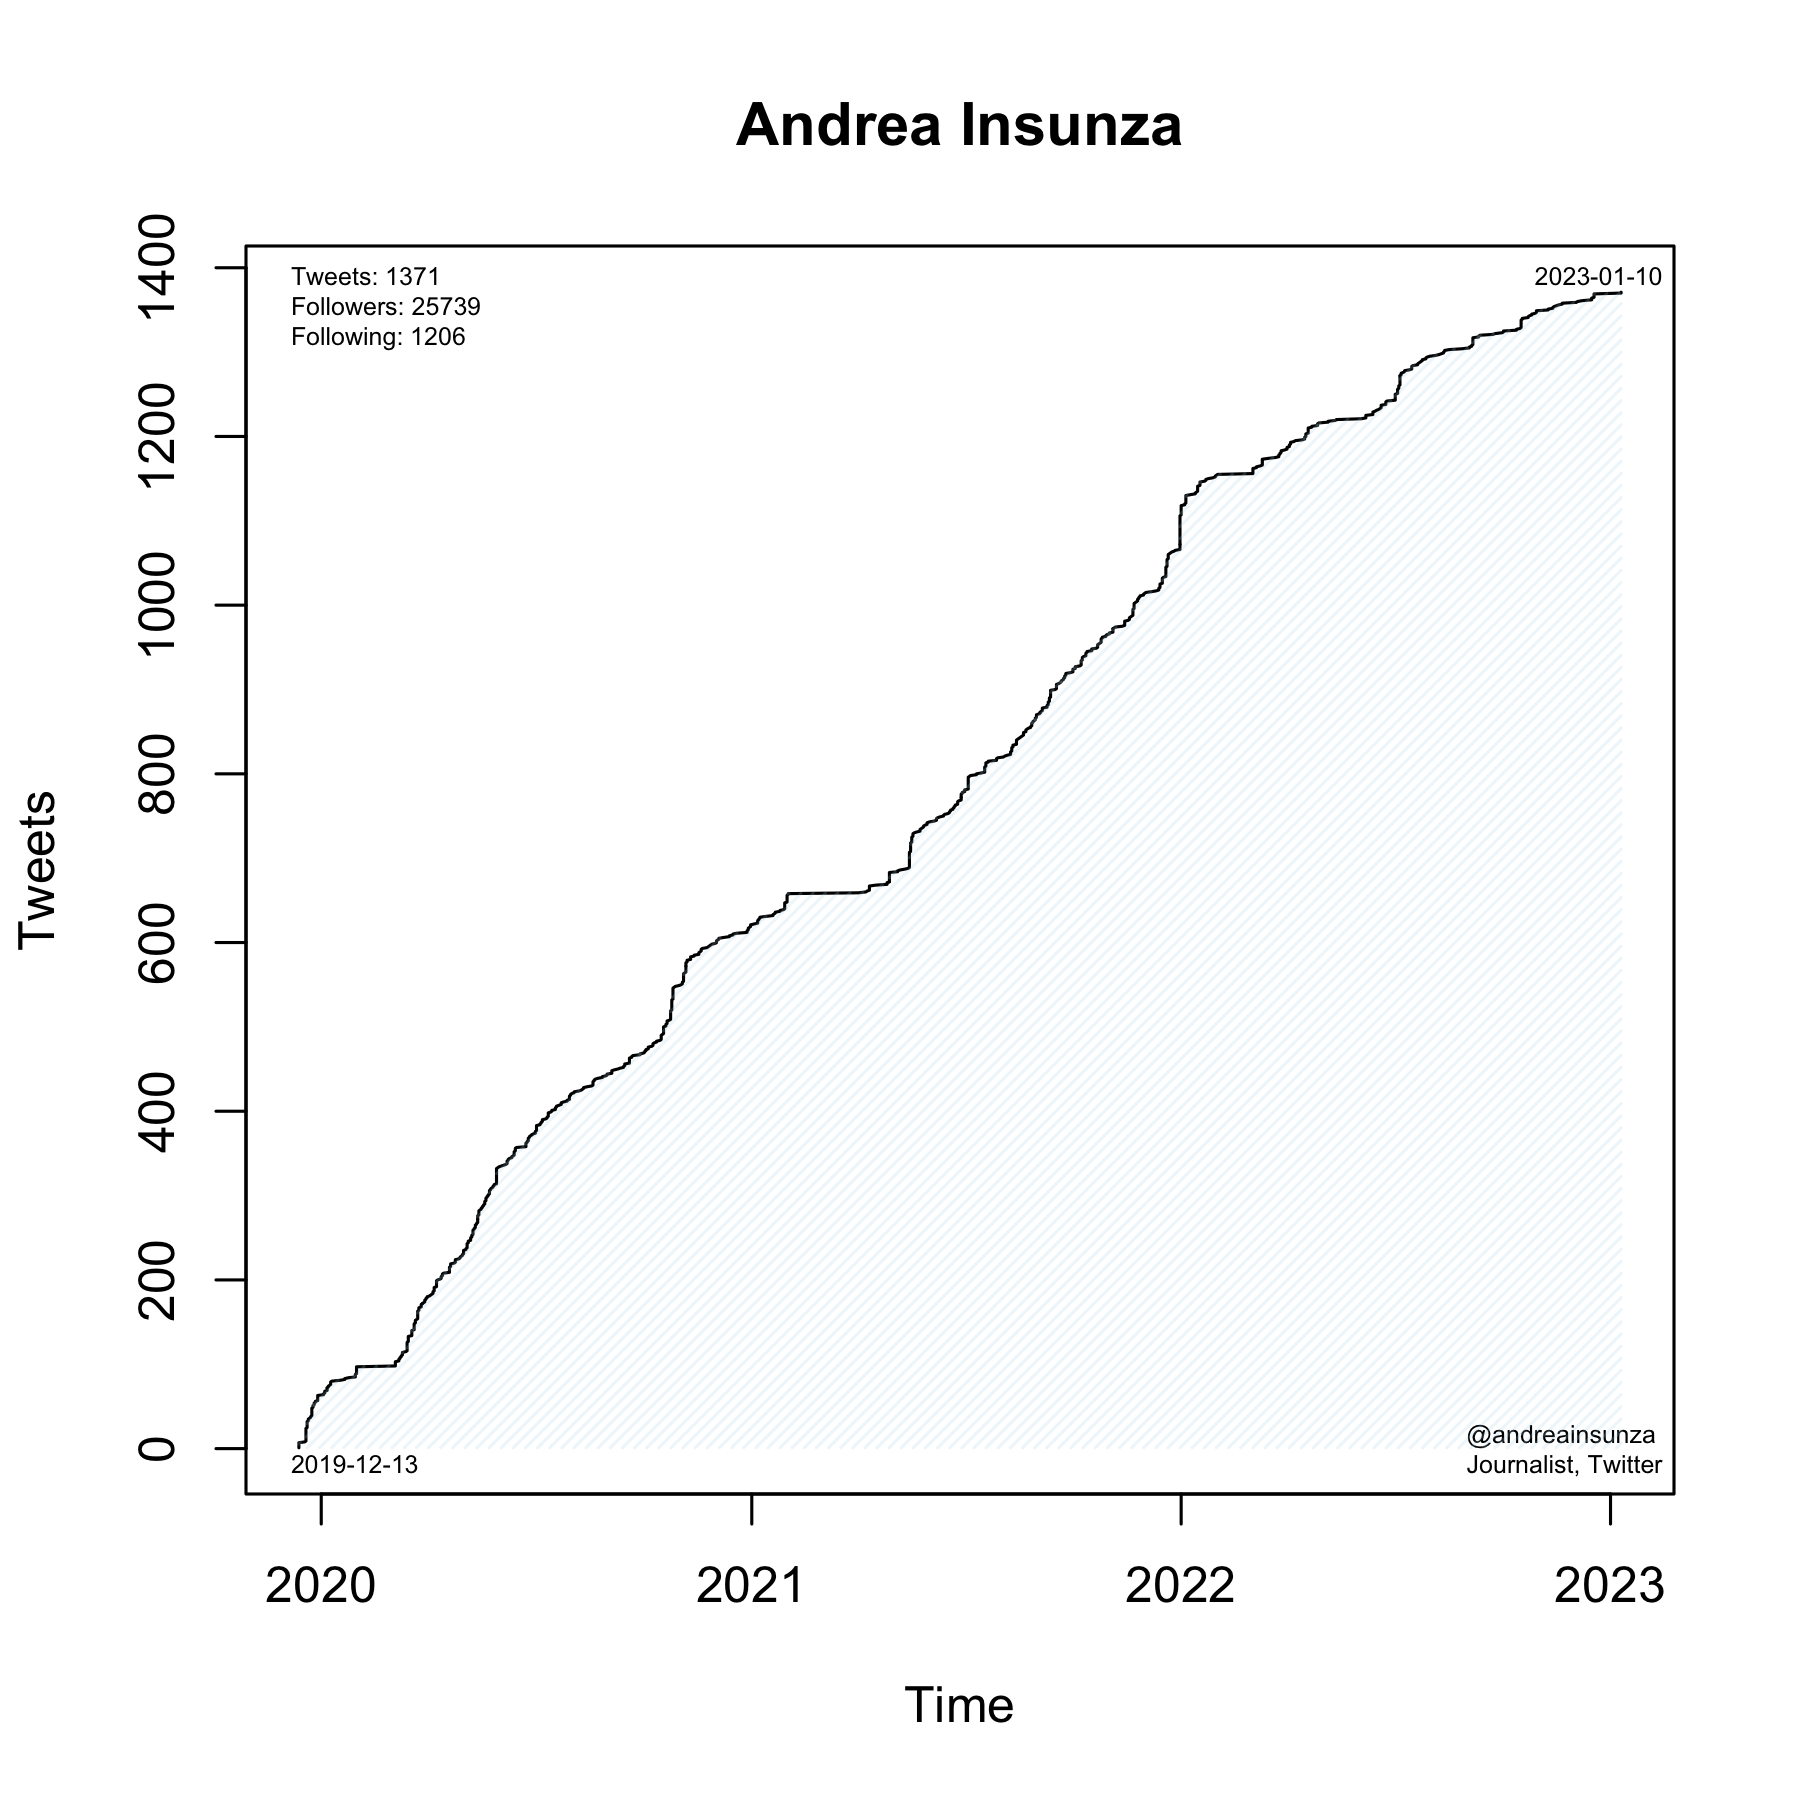 Andrea Insunza
Tweets: 1371
Followers: 25739
Following: 1206
2023-01-10
1400
1200
1000
800
600
400
200
0
Tweets
2019-12-13
@andreainsunza
Journalist, Twitter
2020
2021
2022
2023
Time